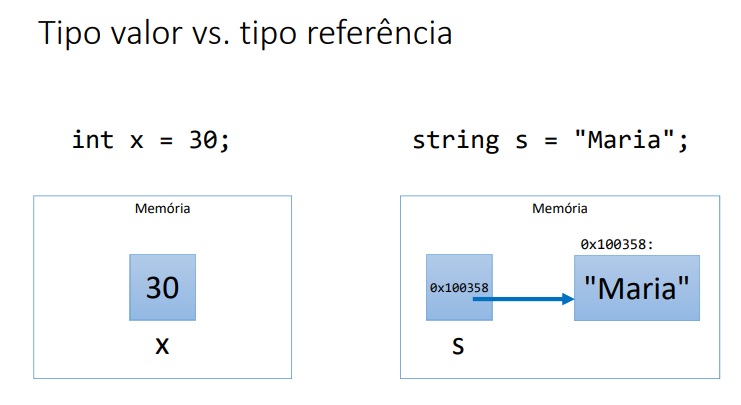 Tipo valor vs. tipo referência
int x = 30;
string s = "Maria";
Memória
30
x
Memória
0x100358:
0x100358
"Maria"
s